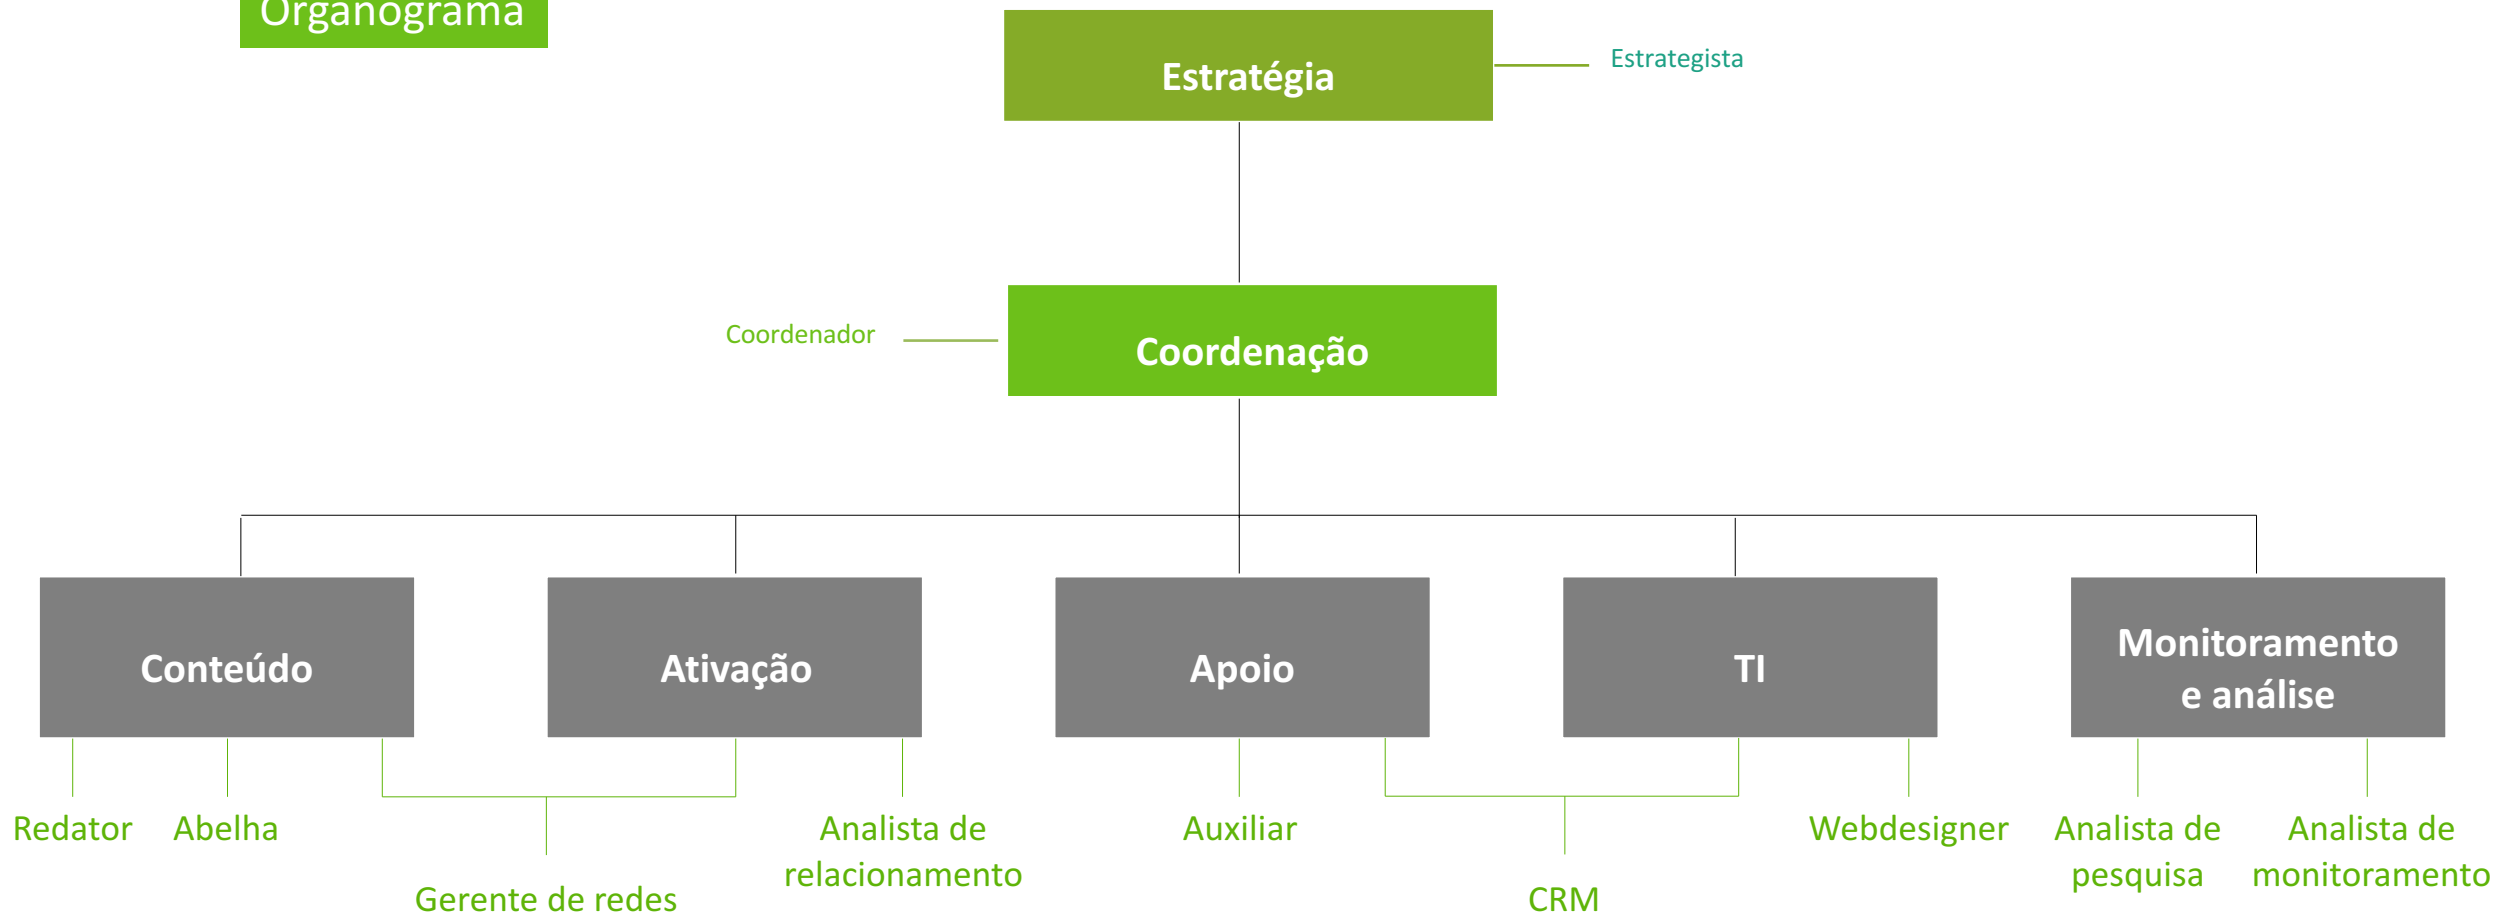 Organograma
Estratégia
Estrategista
Coordenador
Coordenação
Conteúdo
Ativação
Apoio
TI
Monitoramento
e análise
Redator
Abelha
Gerente de redes
Analista de
relacionamento
Auxiliar
CRM
Webdesigner
Analista de
pesquisa
Analista de
monitoramento